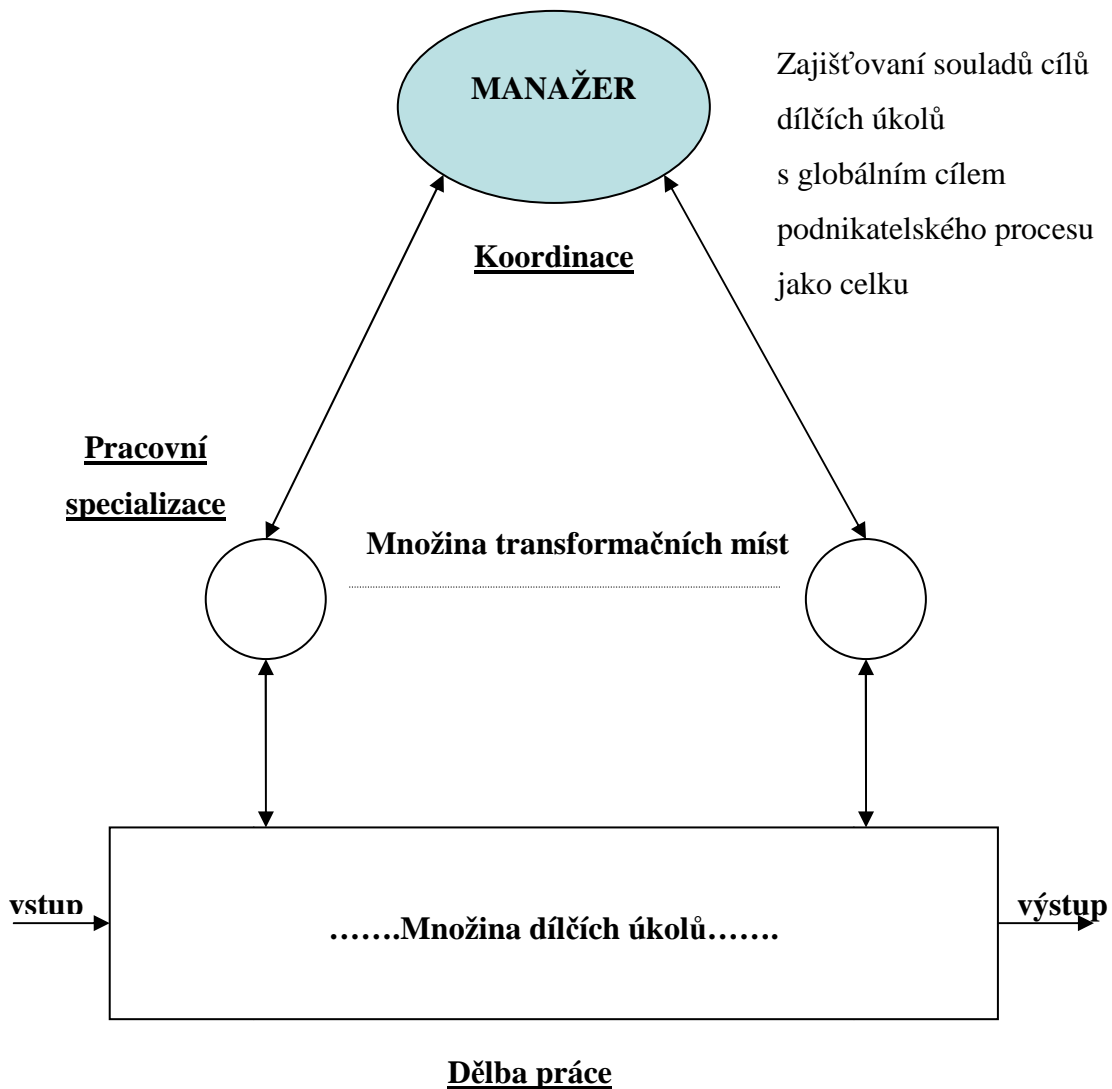 MANAŽER
Zajišťovaní souladů cílů
dílčích úkolů
s globálním cílem
podnikatelského procesu
jako celku
Koordinace
Pracovní
specializace
Množina transformačních míst
vstup
…….Množina dílčích úkolů…….
výstup
Dělba práce